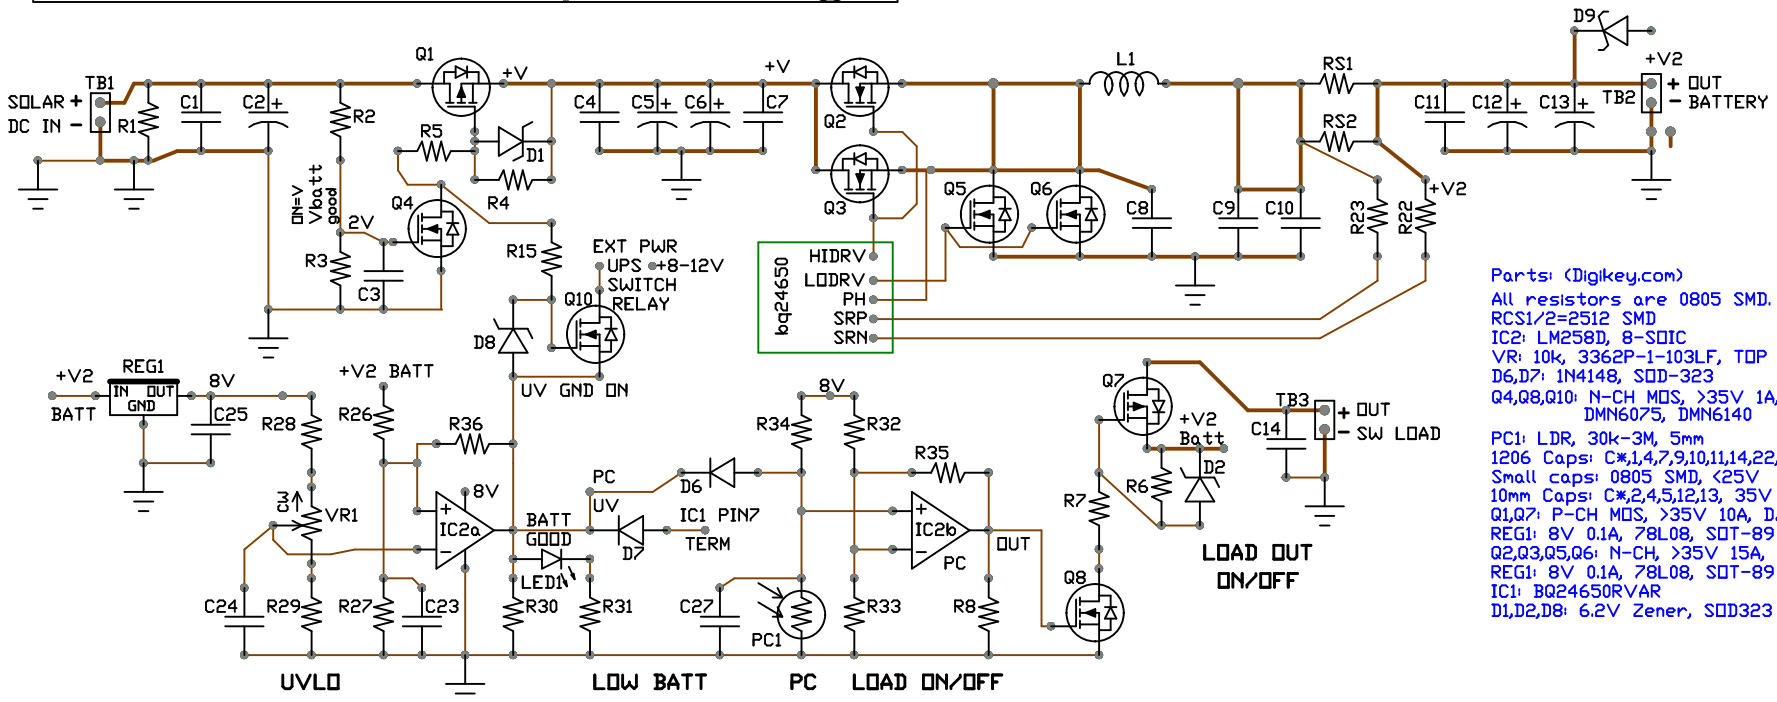 D9
Q1
+V2
TB1
+V
+V
L1
RS1
SOLAR +
DC IN -
R1
C1
C2
R2
C4
C5
C6
C7
Q2
RS2
C11
C12
C13
TB2
+ OUT
- BATTERY
R5
D1
R4
Q3
ON=V
Vbatt
good
2V
Q4
R3
C3
R15
EXT PWR
UPS +8-12V
SWITCH
RELAY
Q10
D8
UV GND ON
Q5
Q6
C8
C9
C10
R23
R22
+V2
bq24650
HIDRV
LODRV
PH
SRP
SRN
Parts: (Digikey.com)
All resistors are 0805 SMD.
RCS1/2=2512 SMD
IC2: LM258D, 8-SOIC
VR: 10k, 3362P-1-103LF, TOP
D6,D7: 1N4148, SOD-323
Q4,Q8,Q10: N-CH MOS, >35V 1A,
DMN6075, DMN6140
PC1: LDR, 30k-3M, 5mm
1206 Caps: C*,1,4,7,9,10,11,14,22,
Small caps: 0805 SMD, <25V
10mm Caps: C*,2,4,5,12,13, 35V
Q1,Q7: P-CH MOS, >35V 10A, D.
REG1: 8V 0.1A, 78L08, SOT-89
Q2,Q3,Q5,Q6: N-CH, >35V 15A,
REG1: 8V 0.1A, 78L08, SOT-89
IC1: BQ24650RVAR
D1,D2,D8: 6.2V Zener, SOD323
+V2
BATT
REG1
IN OUT
GND
8V
C25
R28
+V2 BATT
R26
R36
CW
VR1
8V
+
IC2a
-
C24
R29
R27
C23
BATT
GOOD
LED1
R30
R31
PC
UV
D6
D7
IC1 PIN7
TERM
8V
R34
R32
R35
+
IC2b
-
PC
OUT
C27
PC1
R33
R8
Q7
+V2
Batt
R7
R6
D2
Q8
TB3
C14
+ OUT
- SW LOAD
LOAD OUT
ON/OFF
UVLO
LOW BATT
PC
LOAD ON/OFF